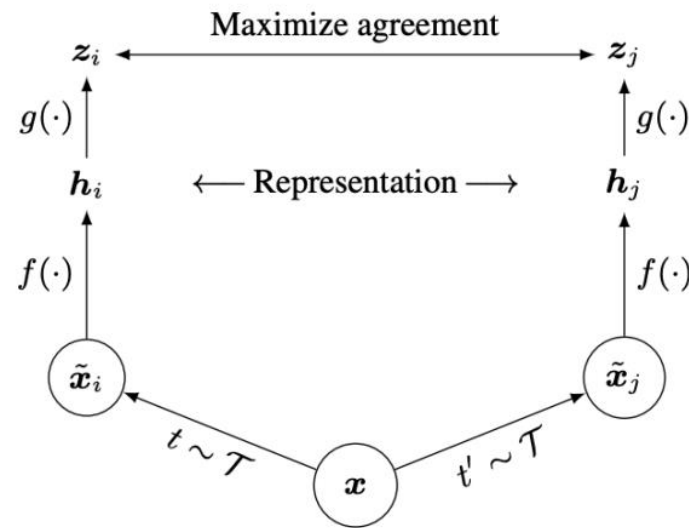 Maximize agreement
z_i z_j
g(·) g(·)
h_i ← Representation → h_j
f(·) f(·)
x̃_i x̃_j
t ∼ 𝒯 t′ ∼ 𝒯
x